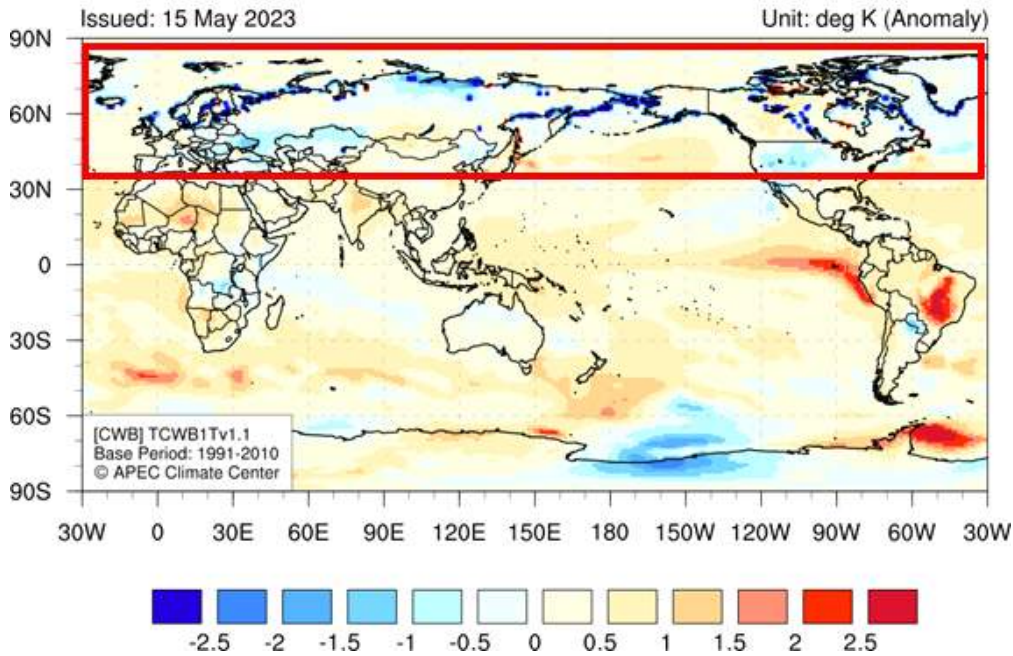 Issued: 15 May 2023 Unit: deg K (Anomaly)
90N
60N
30N
0
30S
60S
90S
[CWB] TCWB1Tv1.1
Base Period: 1991-2010
© APEC Climate Center
30W 0 30E 60E 90E 120E 150E 180 150W 120W 90W 60W 30W
-2.5 -2 -1.5 -1 -0.5 0 0.5 1 1.5 2 2.5